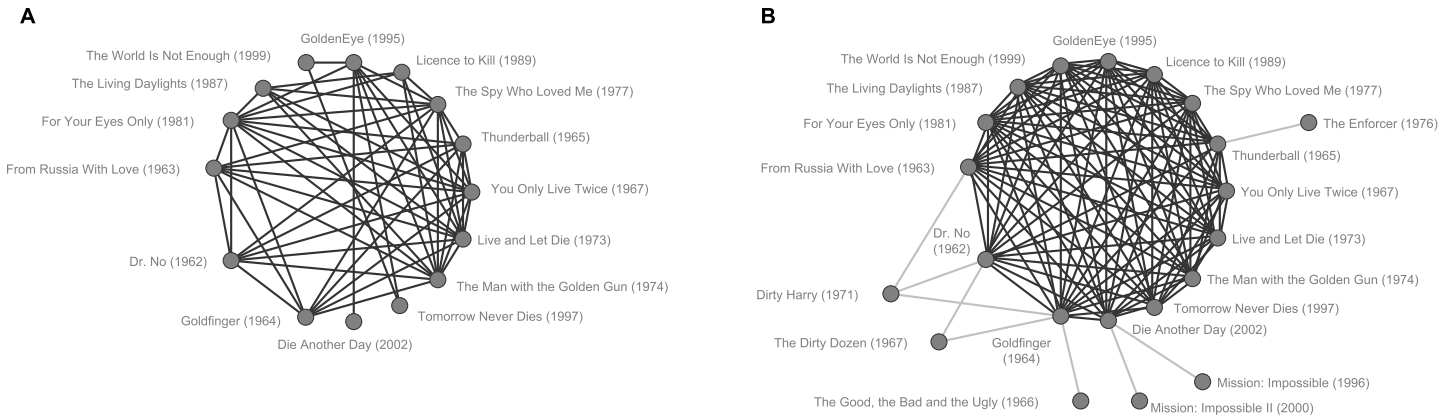 A
GoldenEye (1995)
The World Is Not Enough (1999)
Licence to Kill (1989)
The Living Daylights (1987)
The Spy Who Loved Me (1977)
For Your Eyes Only (1981)
Thunderball (1965)
From Russia With Love (1963)
You Only Live Twice (1967)
Live and Let Die (1973)
Dr. No (1962)
The Man with the Golden Gun (1974)
Goldfinger (1964)
Tomorrow Never Dies (1997)
Die Another Day (2002)
B
GoldenEye (1995)
The World Is Not Enough (1999)
Licence to Kill (1989)
The Living Daylights (1987)
The Spy Who Loved Me (1977)
For Your Eyes Only (1981)
The Enforcer (1976)
Thunderball (1965)
From Russia With Love (1963)
You Only Live Twice (1967)
Dr. No
(1962)
Live and Let Die (1973)
The Man with the Golden Gun (1974)
Dirty Harry (1971)
Tomorrow Never Dies (1997)
Die Another Day (2002)
The Dirty Dozen (1967)
Goldfinger
(1964)
Mission: Impossible (1996)
The Good, the Bad and the Ugly (1966)
Mission: Impossible II (2000)